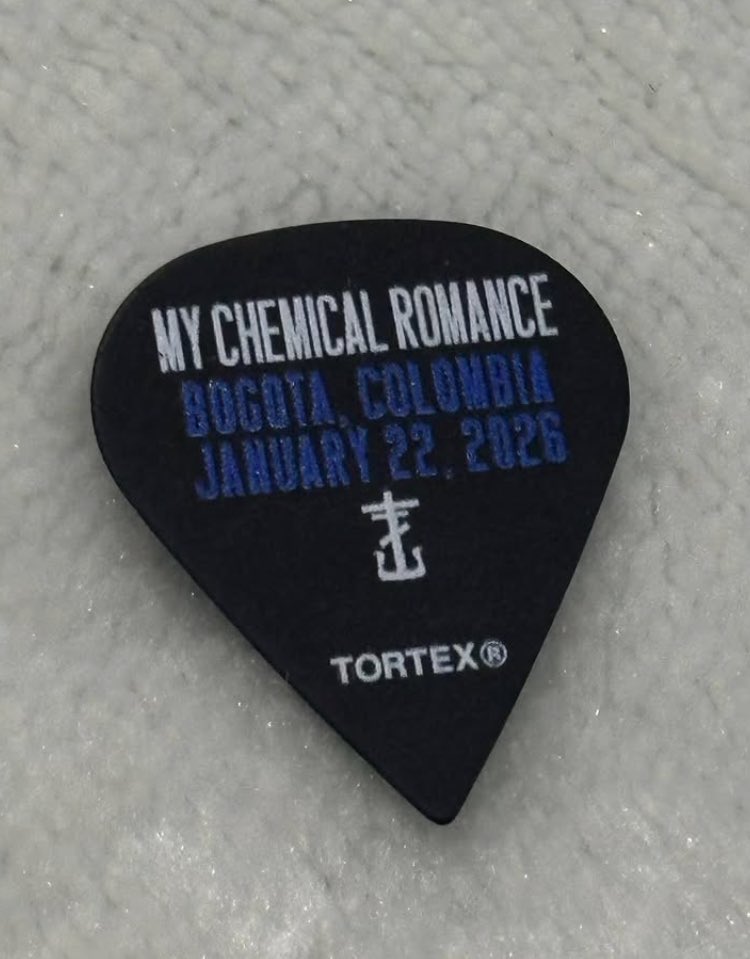 MY CHEMICAL ROMANCE
BOGOTA, COLOMBIA
JANUARY 22, 2026
TORTEX®